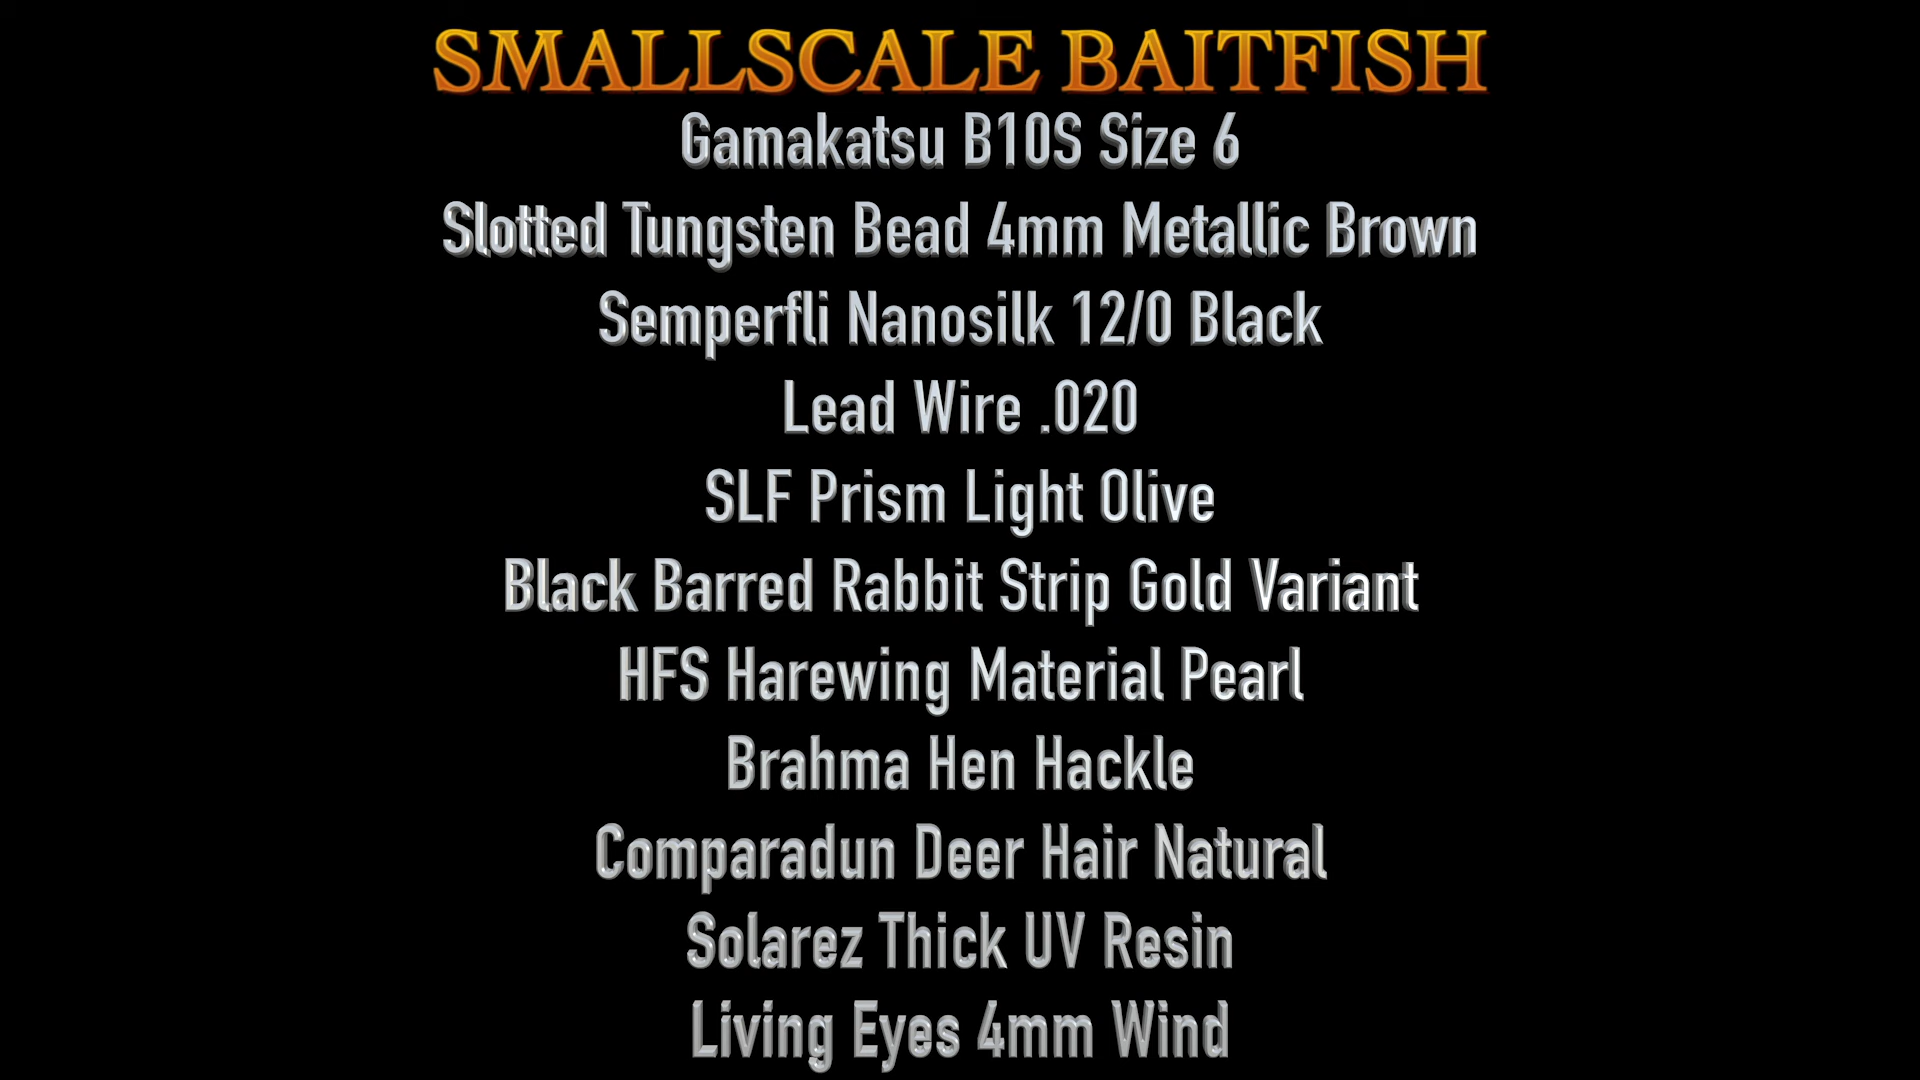 SMALLSCALE BAITFISH
Gamakatsu B10S Size 6
Slotted Tungsten Bead 4mm Metallic Brown
Semperfli Nanosilk 12/0 Black
Lead Wire .020
SLF Prism Light Olive
Black Barred Rabbit Strip Gold Variant
HFS Harewing Material Pearl
Brahma Hen Hackle
Comparadun Deer Hair Natural
Solarez Thick UV Resin
Living Eyes 4mm Wind